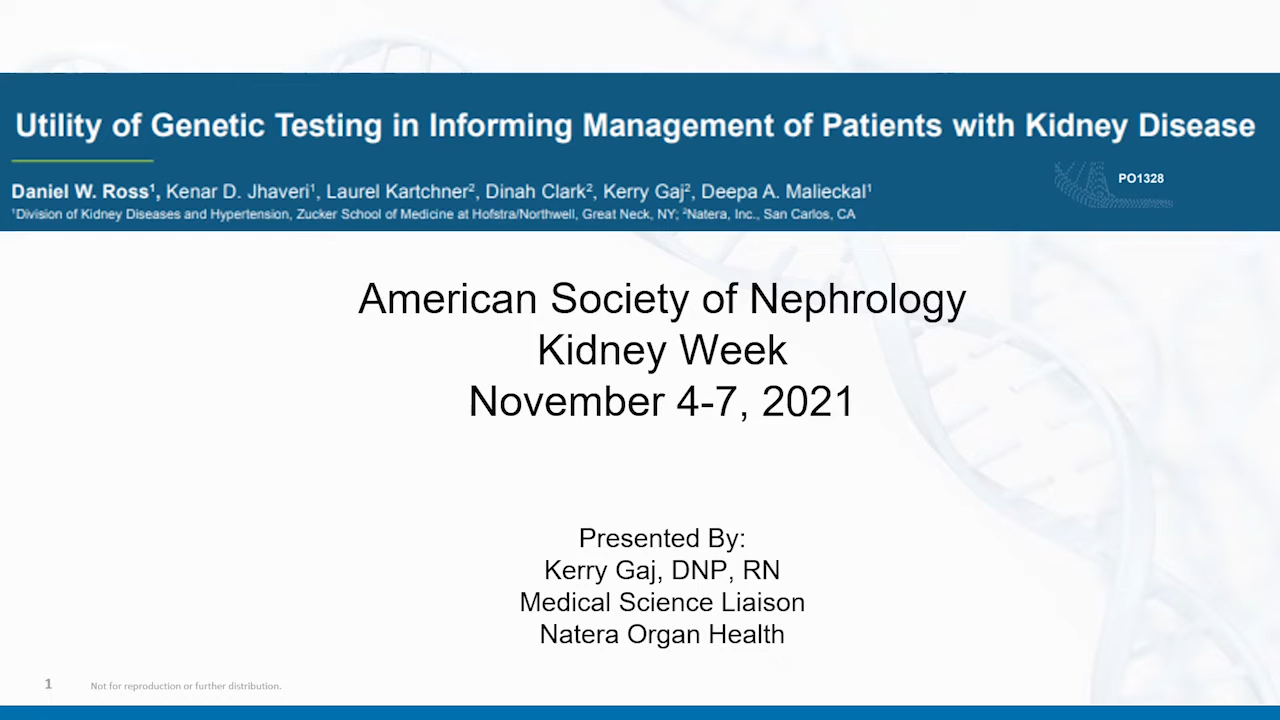 Utility of Genetic Testing in Informing Management of Patients with Kidney Disease
Daniel W. Ross¹, Kenar D. Jhaveri¹, Laurel Kartchner², Dinah Clark², Kerry Gaj², Deepa A. Malieckal¹
PO1328
¹Division of Kidney Diseases and Hypertension, Zucker School of Medicine at Hofstra/Northwell, Great Neck, NY; ²Natera, Inc., San Carlos, CA
American Society of Nephrology
Kidney Week
November 4-7, 2021
Presented By:
Kerry Gaj, DNP, RN
Medical Science Liaison
Natera Organ Health
1 Not for reproduction or further distribution.